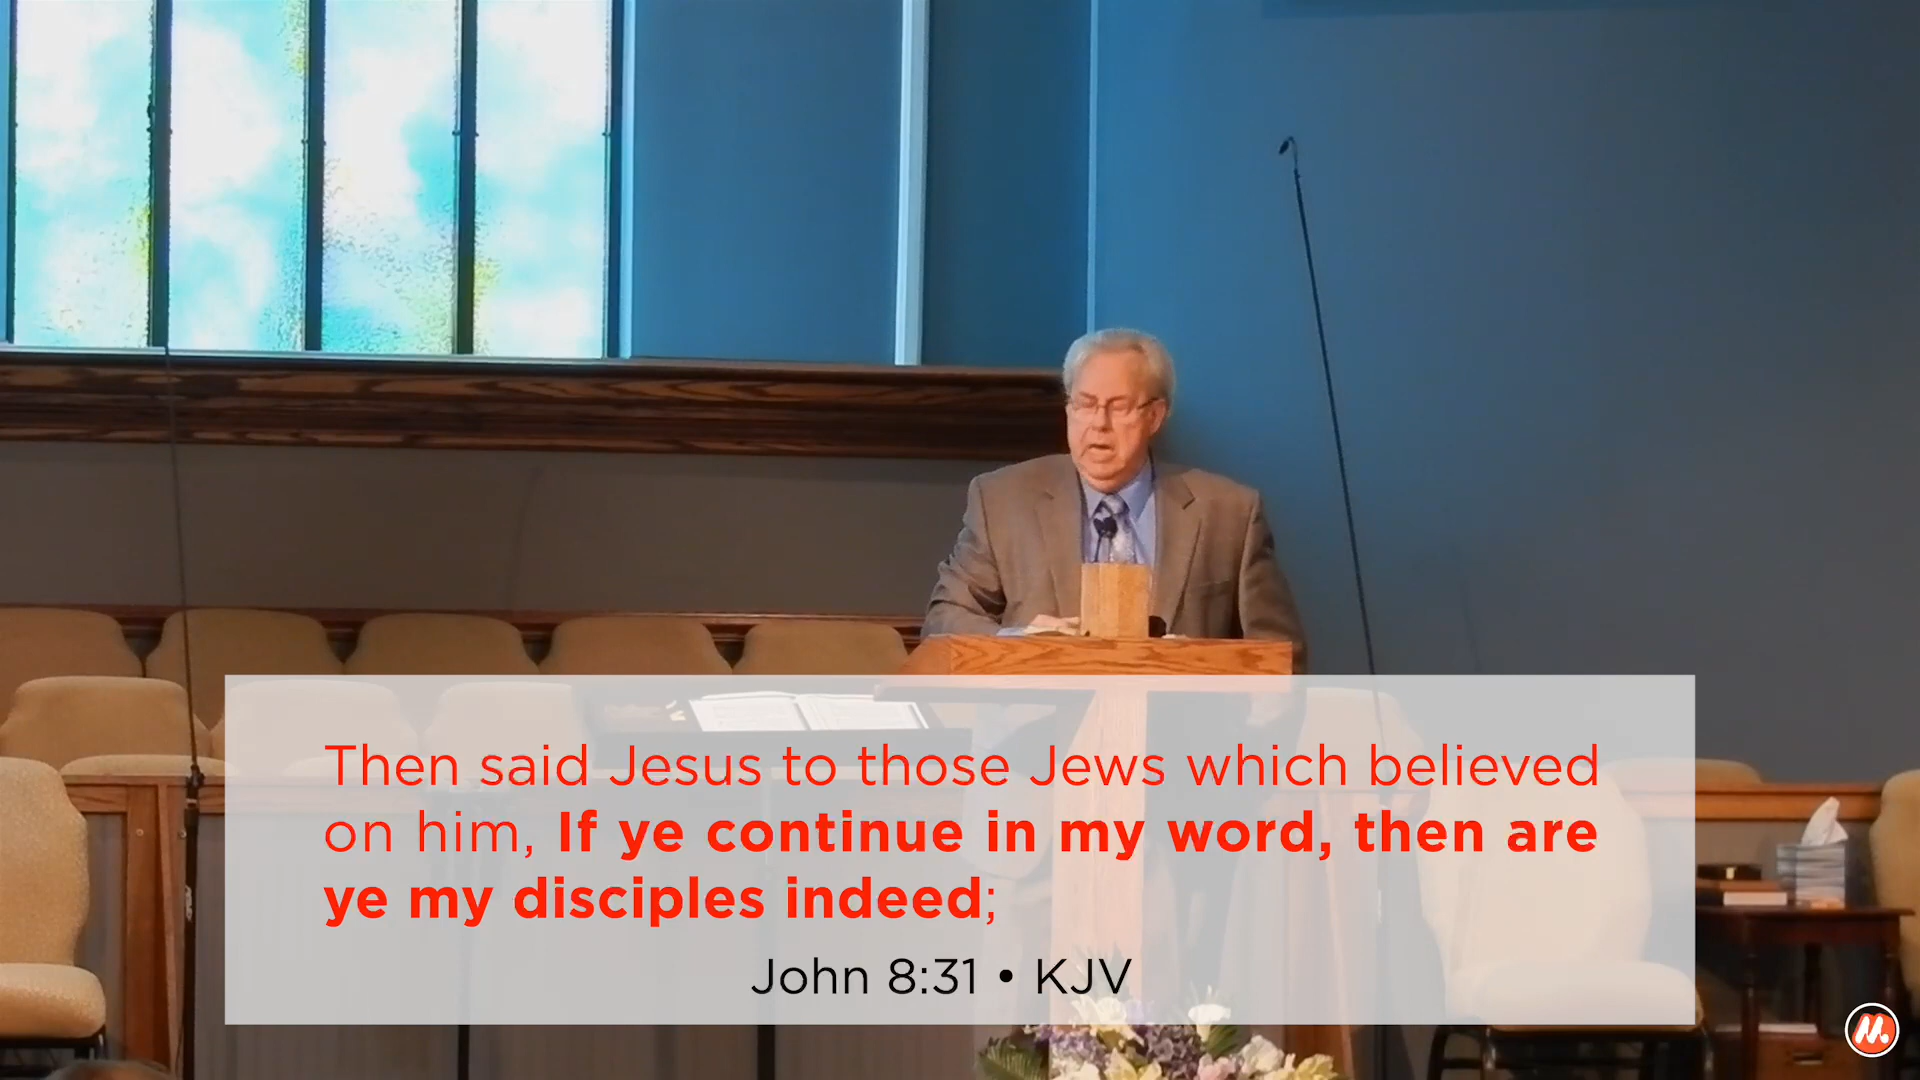 Then said Jesus to those Jews which believed
on him, If ye continue in my word, then are
ye my disciples indeed;
John 8:31 • KJV
M.